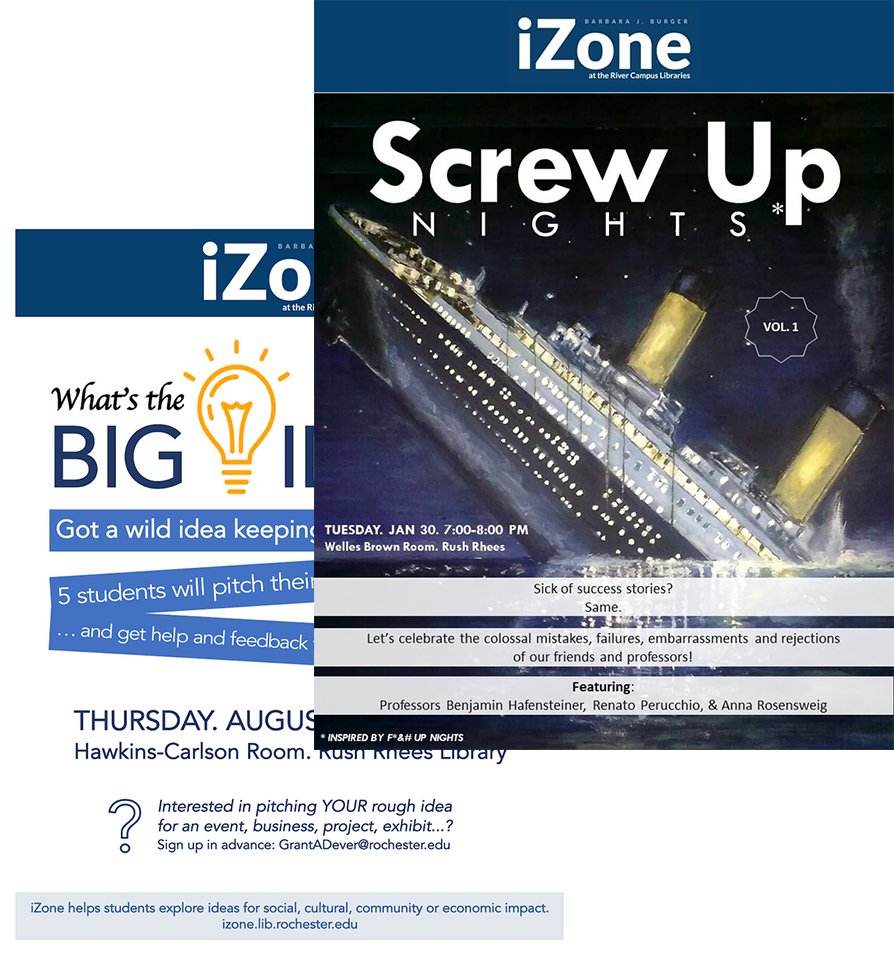 BARBARA J. BURGER
iZone
at the River Campus Libraries
Screw Up
NIGHTS*
VOL. 1
TUESDAY. JAN 30. 7:00-8:00 PM
Welles Brown Room. Rush Rhees
Sick of success stories?
Same.
Let's celebrate the colossal mistakes, failures, embarrassments and rejections
of our friends and professors!
Featuring:
Professors Benjamin Hafensteiner, Renato Perucchio, & Anna Rosensweig
* INSPIRED BY F*&# UP NIGHTS
BARBA
iZo
at the Ri
What's the
BIG
Got a wild idea keeping
5 students will pitch their
... and get help and feedback
THURSDAY. AUGUS
Hawkins-Carlson Room. Rush Rhees Library
?
Interested in pitching YOUR rough idea
for an event, business, project, exhibit...?
Sign up in advance: GrantADever@rochester.edu
iZone helps students explore ideas for social, cultural, community or economic impact.
izone.lib.rochester.edu